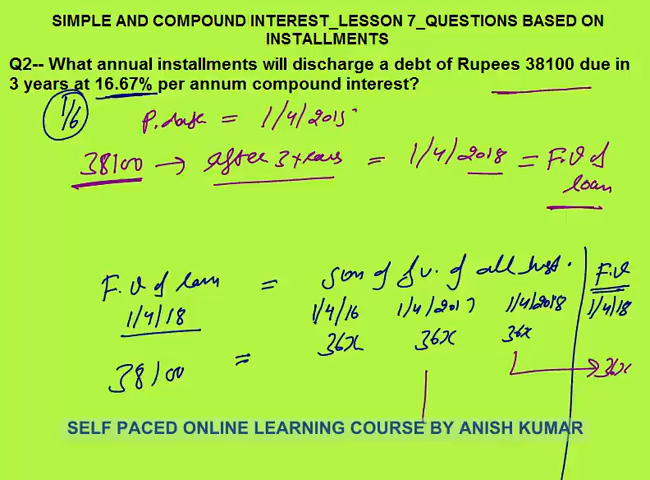 SIMPLE AND COMPOUND INTEREST_LESSON 7_QUESTIONS BASED ON
INSTALLMENTS
Q2-- What annual installments will discharge a debt of Rupees 38100 due in
3 years at 16.67% per annum compound interest?
1/6 P. date = 1/4/2015
38100 → after 3 years = 1/4/2018 = F.V of
loan
F.V of loan = Sum of f.v. of all inst. F.V
1/4/18 1/4/16 1/4/2017 1/4/2018 1/4/18
38100 = 36x 36x 36x 36x
SELF PACED ONLINE LEARNING COURSE BY ANISH KUMAR